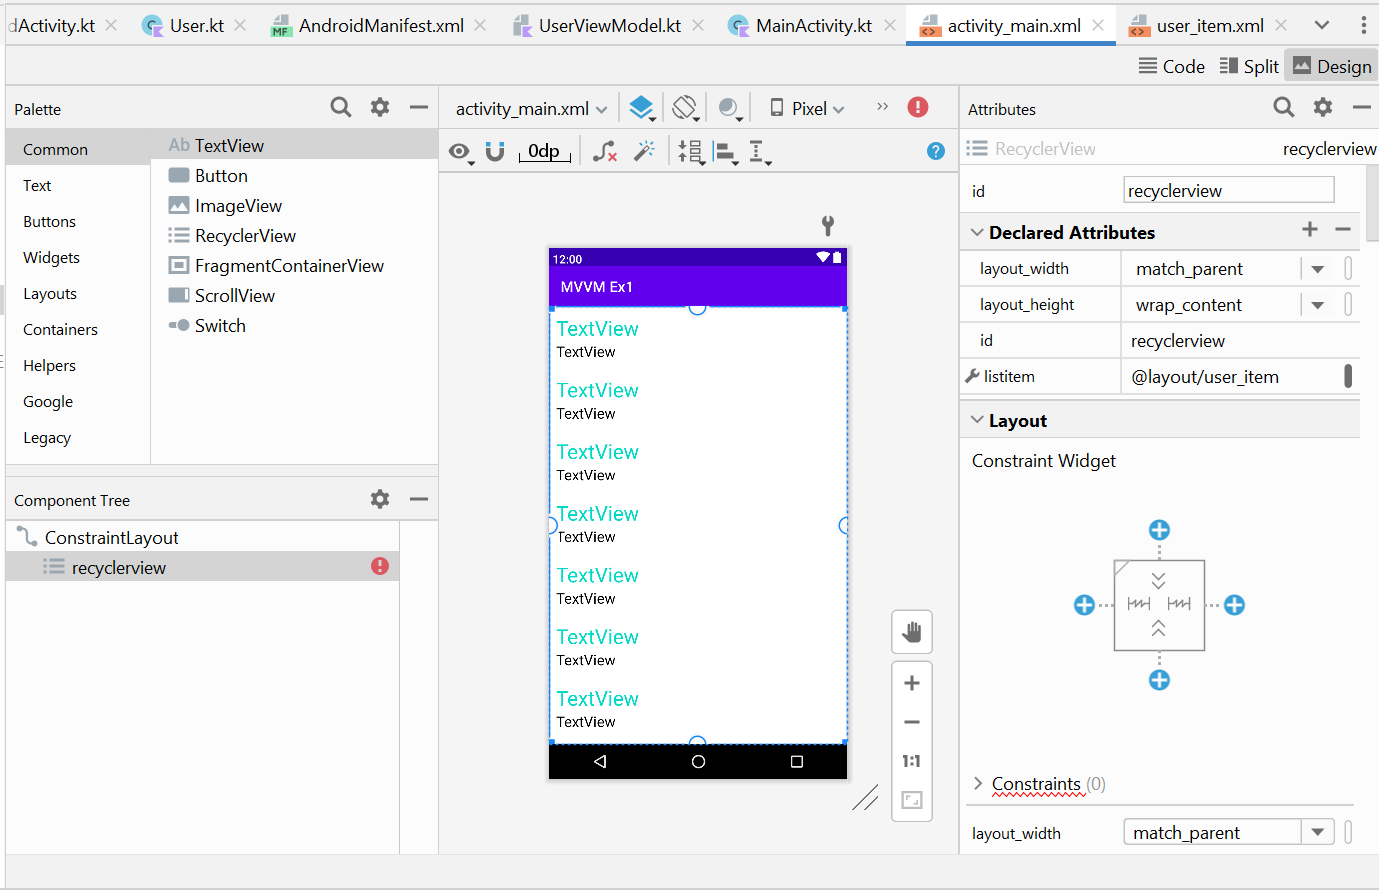 dActivity.kt
User.kt
AndroidManifest.xml
UserViewModel.kt
MainActivity.kt
activity_main.xml
user_item.xml
Code
Split
Design
Palette
Common
Text
Buttons
Widgets
Layouts
Containers
Helpers
Google
Legacy
Ab TextView
Button
ImageView
RecyclerView
FragmentContainerView
ScrollView
Switch
Component Tree
ConstraintLayout
recyclerview
activity_main.xml
Pixel
0dp
12:00
MVVM Ex1
TextView
TextView
TextView
TextView
TextView
TextView
TextView
TextView
TextView
TextView
TextView
TextView
TextView
TextView
1:1
Attributes
RecyclerView recyclerview
id recyclerview
Declared Attributes
layout_width match_parent
layout_height wrap_content
id recyclerview
listitem @layout/user_item
Layout
Constraint Widget
Constraints (0)
layout_width match_parent